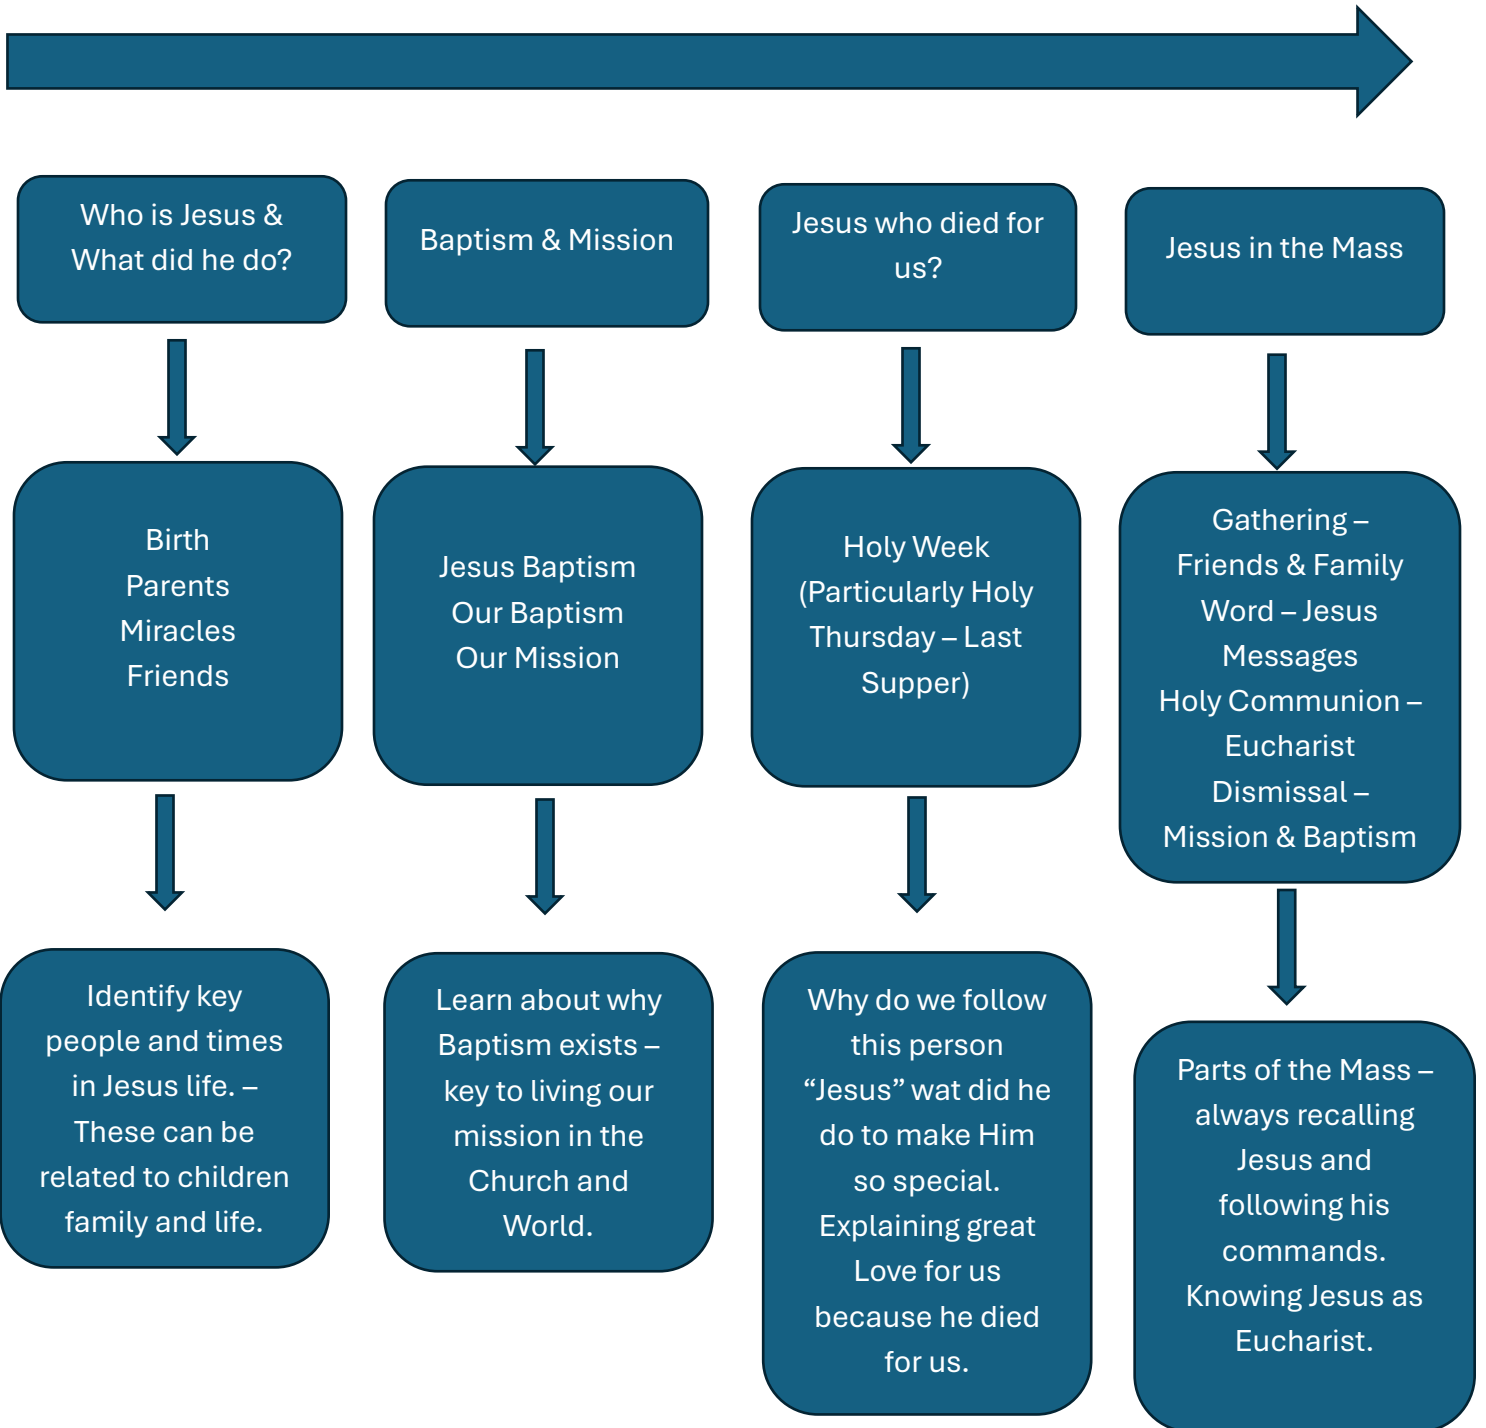 Who is Jesus &
What did he do?
Baptism & Mission
Jesus who died for
us?
Jesus in the Mass
Birth
Parents
Miracles
Friends
Jesus Baptism
Our Baptism
Our Mission
Holy Week
(Particularly Holy
Thursday – Last
Supper)
Gathering –
Friends & Family
Word – Jesus
Messages
Holy Communion –
Eucharist
Dismissal –
Mission & Baptism
Identify key
people and times
in Jesus life. –
These can be
related to children
family and life.
Learn about why
Baptism exists –
key to living our
mission in the
Church and
World.
Why do we follow
this person
“Jesus” wat did he
do to make Him
so special.
Explaining great
Love for us
because he died
for us.
Parts of the Mass –
always recalling
Jesus and
following his
commands.
Knowing Jesus as
Eucharist.